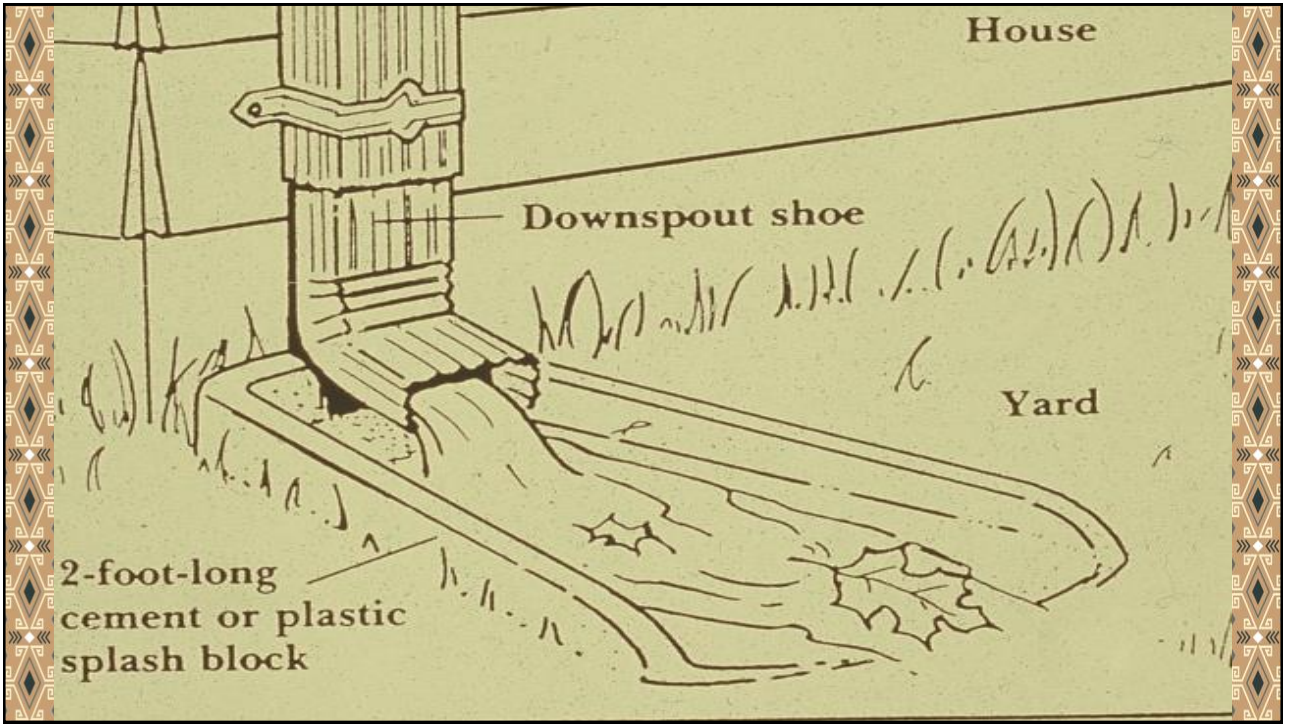 House
Downspout shoe
Yard
2-foot-long
cement or plastic
splash block